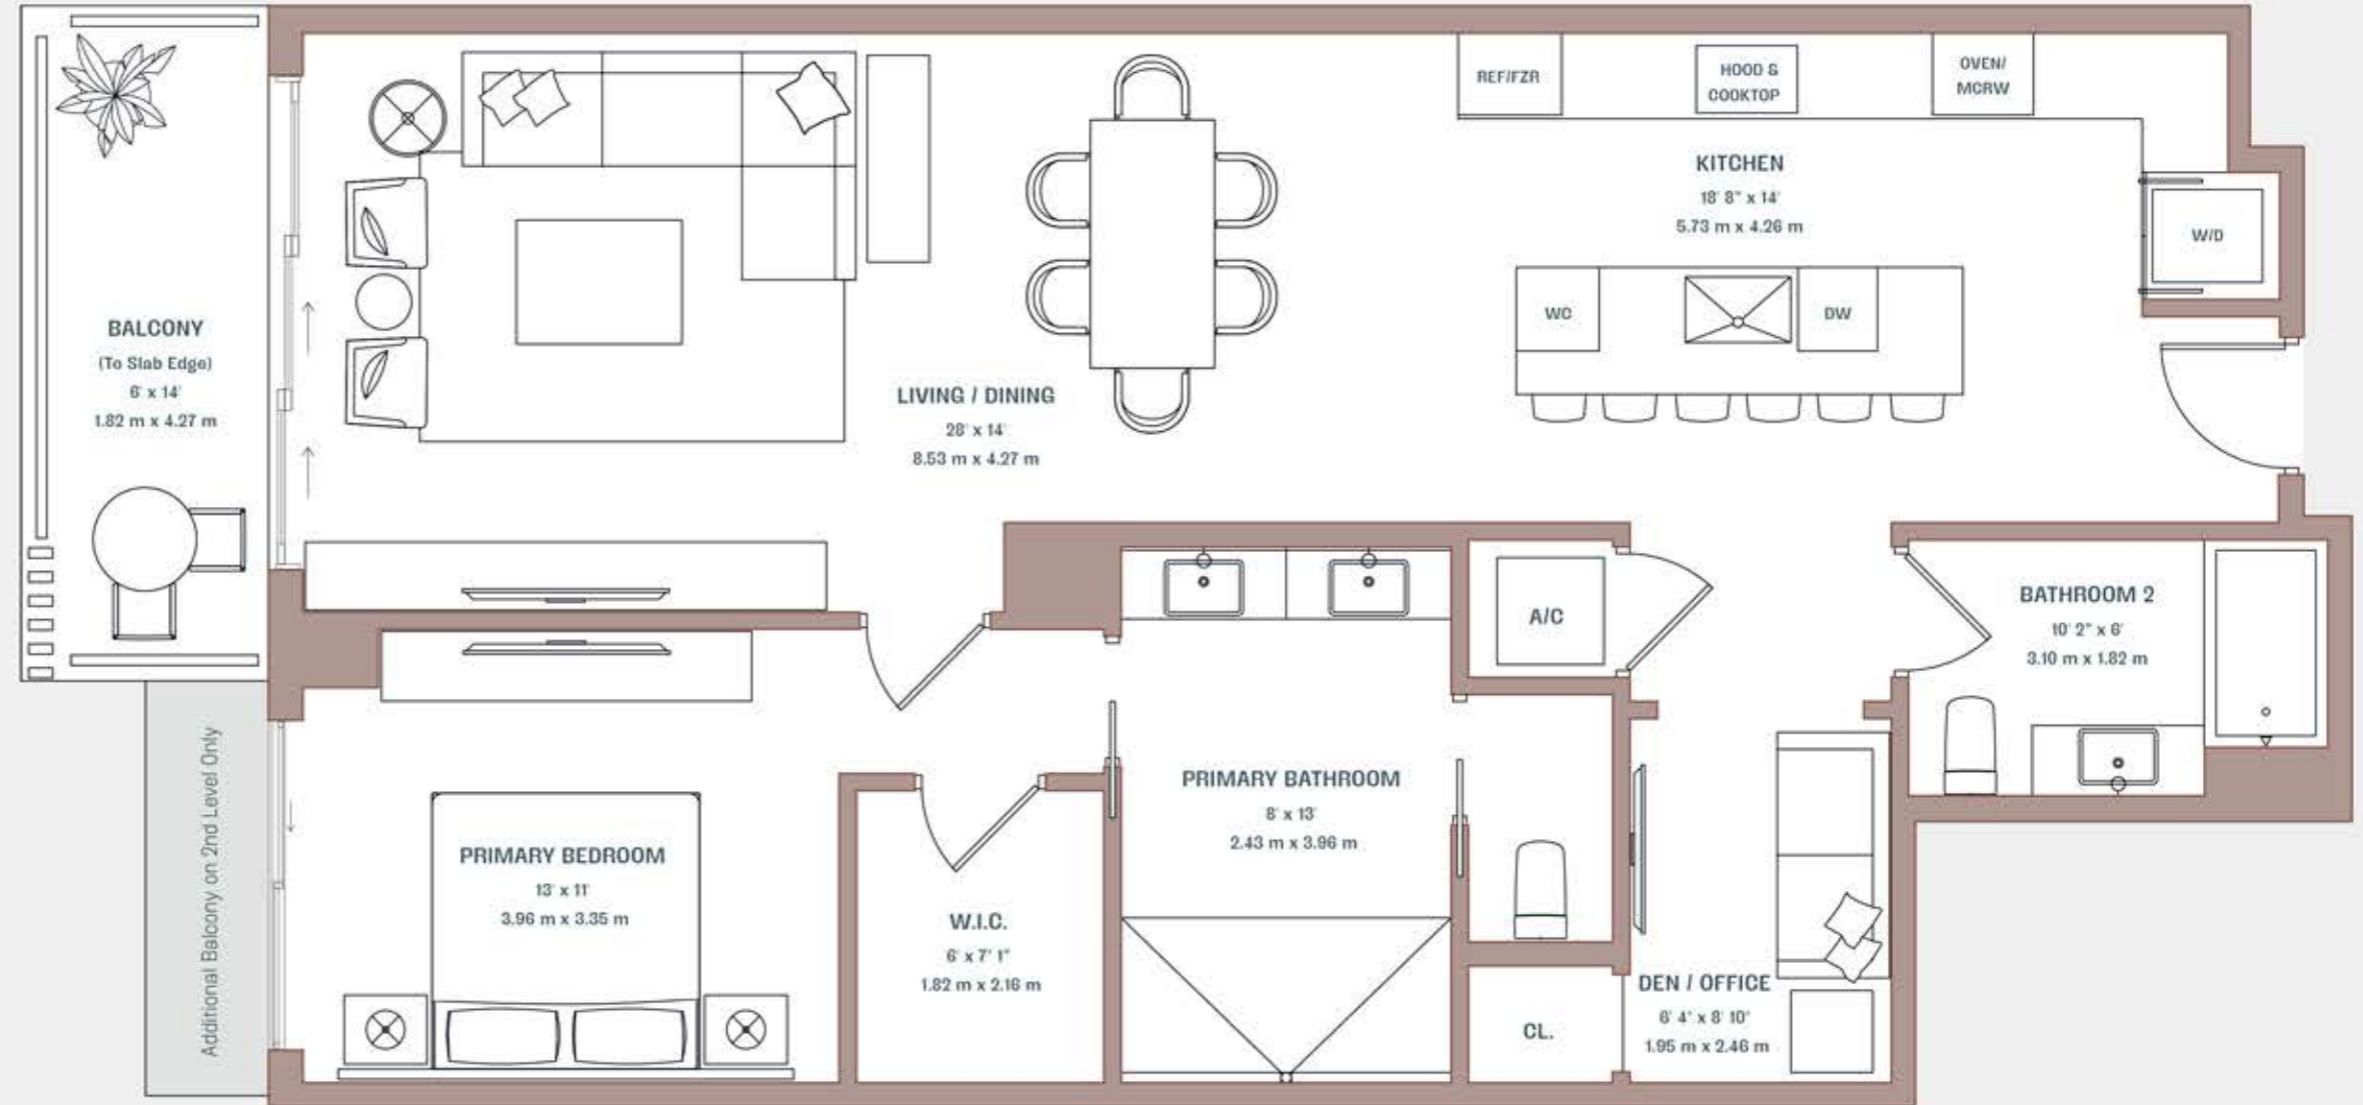 REF/FZR
HOOD &
COOKTOP
OVEN/
MCRW
KITCHEN
18' 8" x 14'
5.73 m x 4.26 m
W/D
WC
DW
BALCONY
(To Slab Edge)
6' x 14'
1.82 m x 4.27 m
LIVING / DINING
28' x 14'
8.53 m x 4.27 m
A/C
BATHROOM 2
10' 2" x 6'
3.10 m x 1.82 m
Additional Balcony on 2nd Level Only
PRIMARY BEDROOM
13' x 11'
3.96 m x 3.35 m
W.I.C.
6' x 7' 1"
1.82 m x 2.16 m
PRIMARY BATHROOM
8' x 13'
2.43 m x 3.96 m
CL.
DEN / OFFICE
6' 4" x 8' 10"
1.95 m x 2.46 m